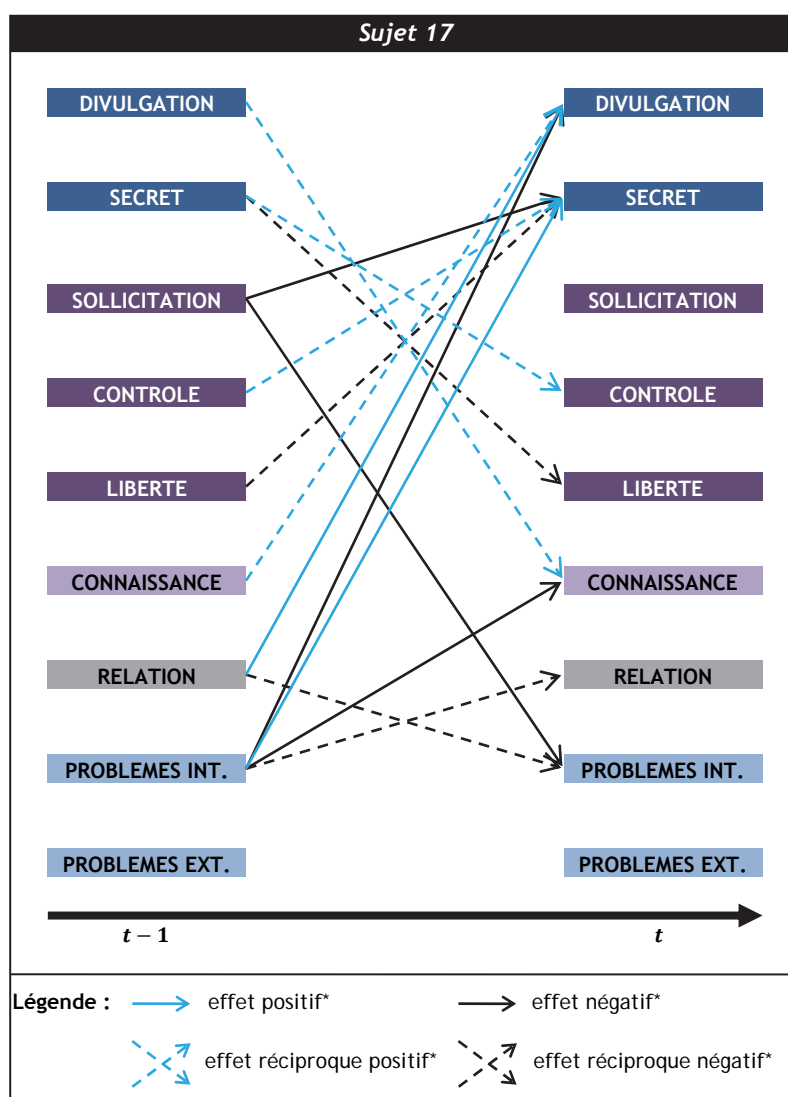 Sujet 17
DIVULGATION DIVULGATION
SECRET SECRET
SOLLICITATION SOLLICITATION
CONTROLE CONTROLE
LIBERTE LIBERTE
CONNAISSANCE CONNAISSANCE
RELATION RELATION
PROBLEMES INT. PROBLEMES INT.
PROBLEMES EXT. PROBLEMES EXT.
t − 1 t
Légende : effet positif* effet négatif*
effet réciproque positif* effet réciproque négatif*